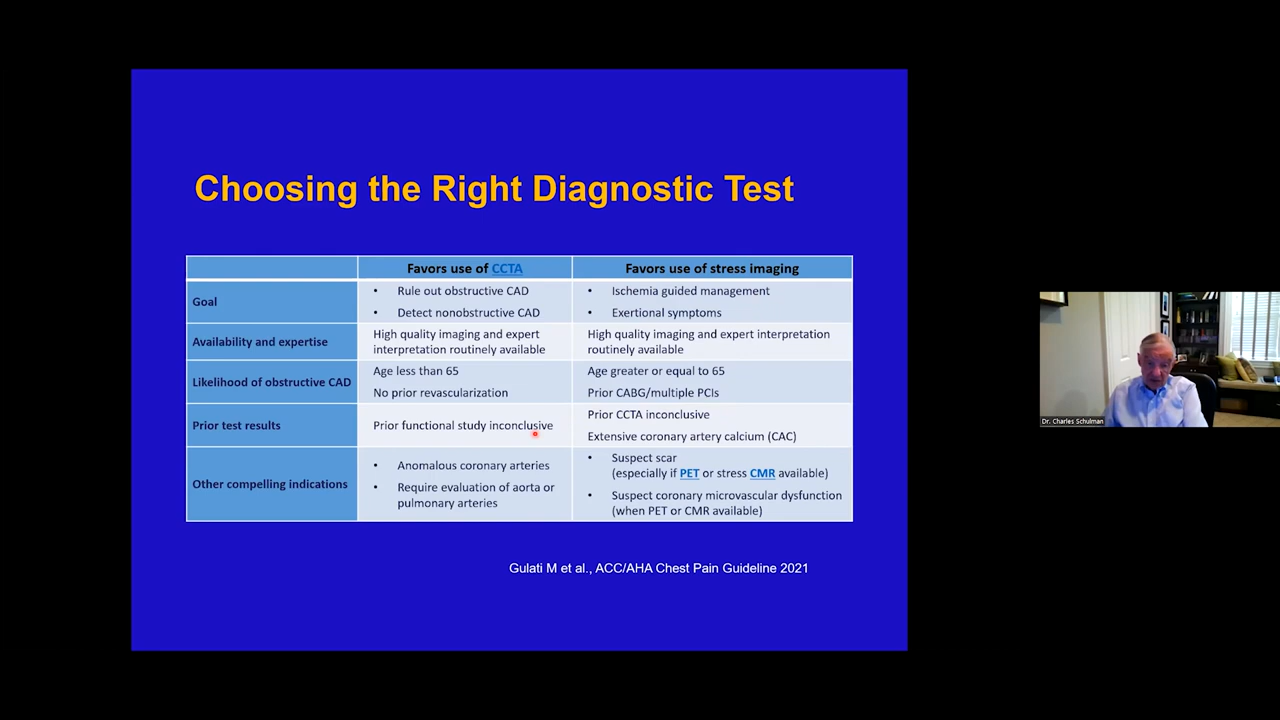 Choosing the Right Diagnostic Test
Favors use of CCTA
Favors use of stress imaging
Goal
• Rule out obstructive CAD
• Detect nonobstructive CAD
• Ischemia guided management
• Exertional symptoms
Availability and expertise
High quality imaging and expert
interpretation routinely available
High quality imaging and expert interpretation
routinely available
Likelihood of obstructive CAD
Age less than 65
No prior revascularization
Age greater or equal to 65
Prior CABG/multiple PCIs
Prior test results
Prior functional study inconclusive
Prior CCTA inconclusive
Extensive coronary artery calcium (CAC)
Other compelling indications
• Anomalous coronary arteries
• Require evaluation of aorta or
pulmonary arteries
• Suspect scar
(especially if PET or stress CMR available)
• Suspect coronary microvascular dysfunction
(when PET or CMR available)
Gulati M et al., ACC/AHA Chest Pain Guideline 2021
Dr. Charles Schulman